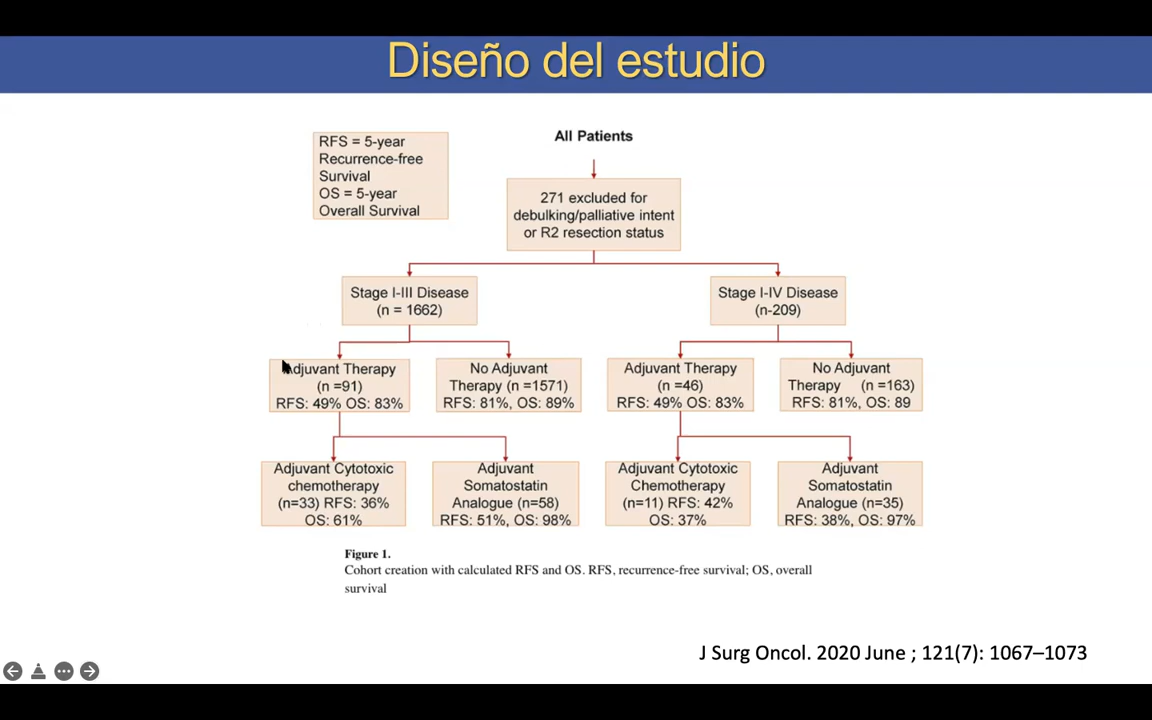 Diseño del estudio
RFS = 5-year
Recurrence-free
Survival
OS = 5-year
Overall Survival
All Patients
271 excluded for
debulking/palliative intent
or R2 resection status
Stage I-III Disease
(n = 1662)
Stage I-IV Disease
(n-209)
Adjuvant Therapy
(n =91)
RFS: 49% OS: 83%
No Adjuvant
Therapy (n =1571)
RFS: 81%, OS: 89%
Adjuvant Therapy
(n =46)
RFS: 49% OS: 83%
No Adjuvant
Therapy (n =163)
RFS: 81%, OS: 89
Adjuvant Cytotoxic
chemotherapy
(n=33) RFS: 36%
OS: 61%
Adjuvant
Somatostatin
Analogue (n=58)
RFS: 51%, OS: 98%
Adjuvant Cytotoxic
Chemotherapy
(n=11) RFS: 42%
OS: 37%
Adjuvant
Somatostatin
Analogue (n=35)
RFS: 38%, OS: 97%
Figure 1.
Cohort creation with calculated RFS and OS. RFS, recurrence-free survival; OS, overall
survival
J Surg Oncol. 2020 June ; 121(7): 1067–1073